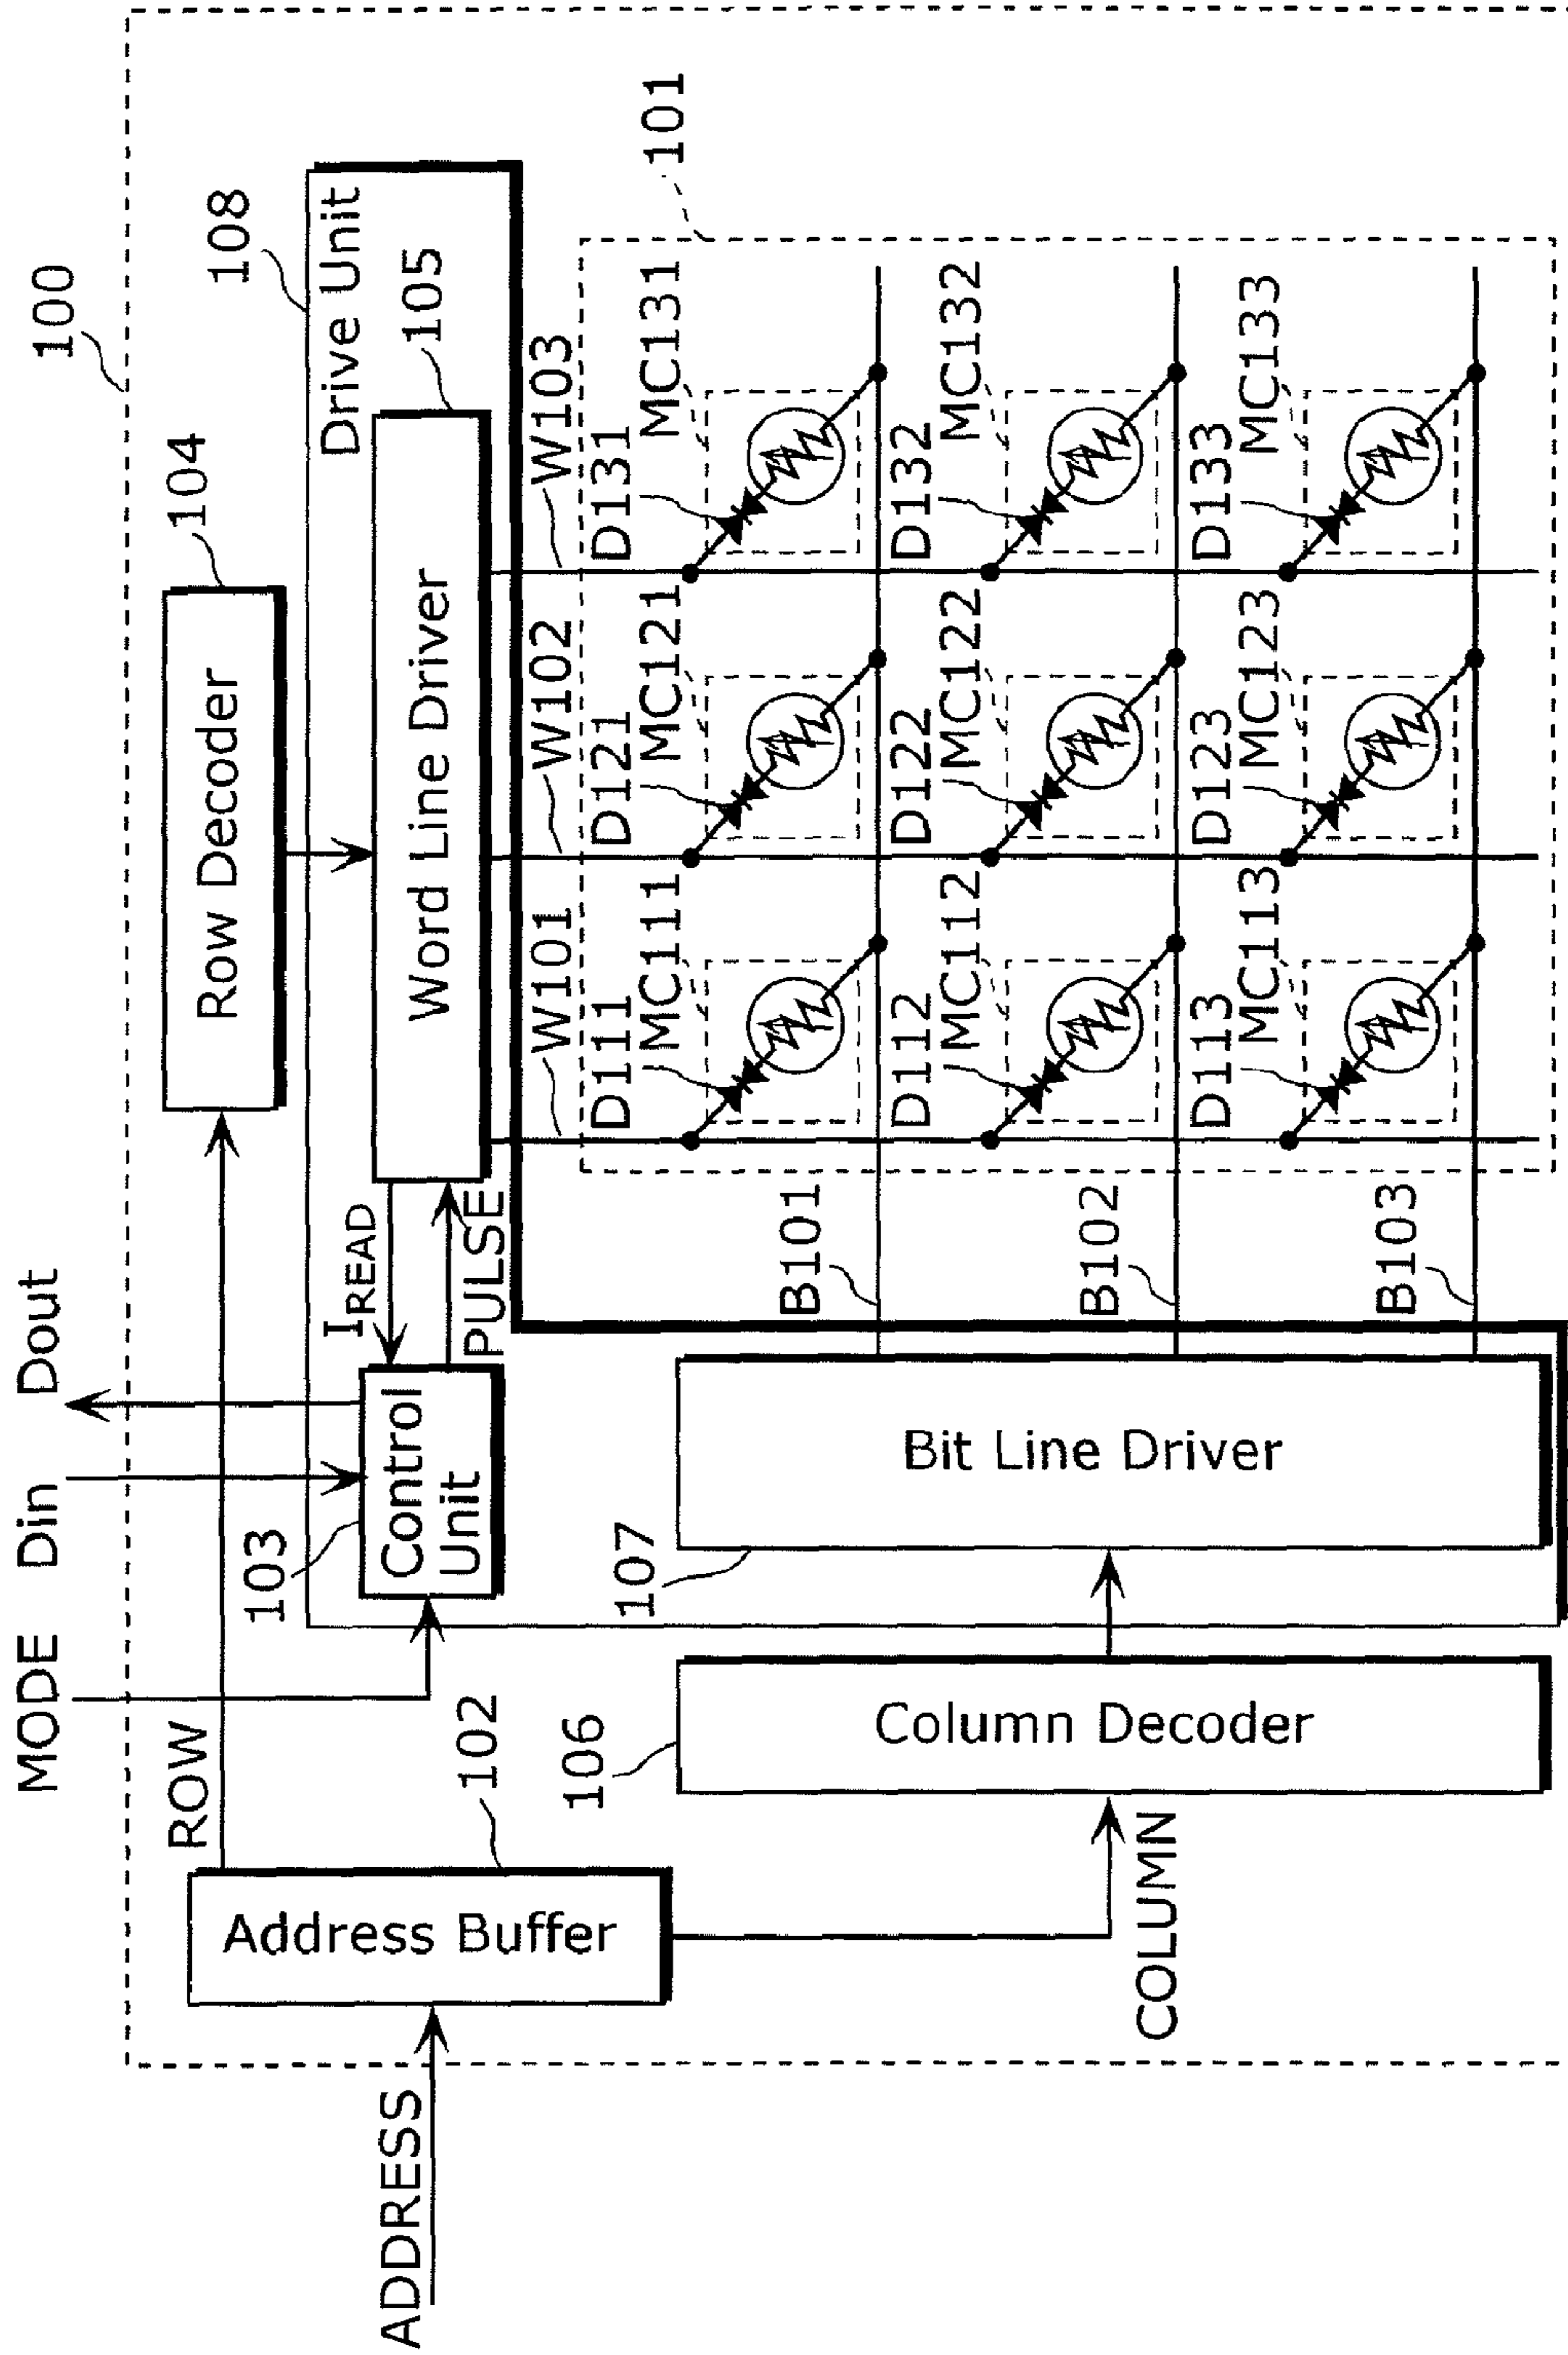 100
MODE Din Dout
ROW
104
Row Decoder
108
Drive Unit
103
Control
Unit
IREAD
PULSE
Word Line Driver
105
ADDRESS
Address Buffer
102
W101
W102
W103
101
D111
MC111
D121
MC121
D131
MC131
B101
D112
MC112
D122
MC122
D132
MC132
B102
D113
MC113
D123
MC123
D133
MC133
B103
106
Column Decoder
107
Bit Line Driver
COLUMN